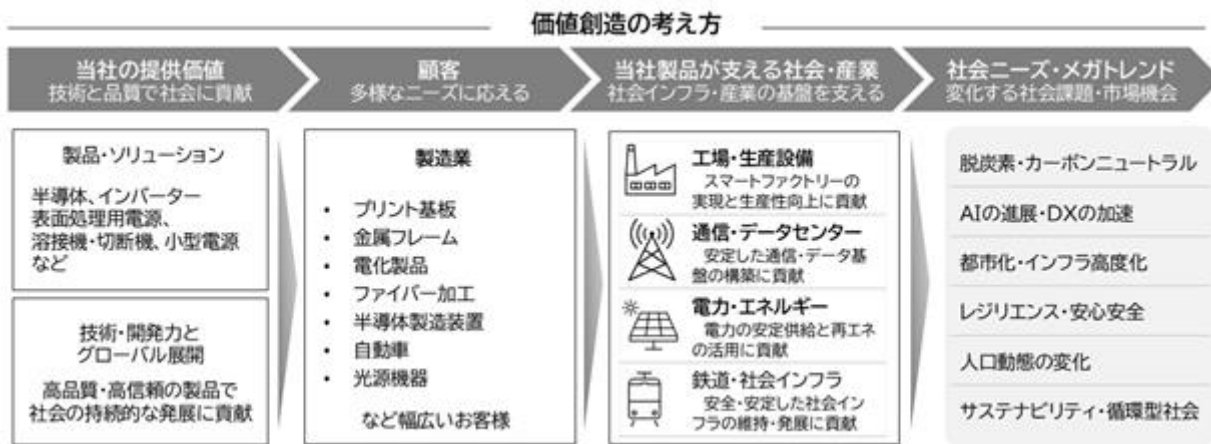 価値創造の考え方
当社の提供価値
技術と品質で社会に貢献
顧客
多様なニーズに応える
当社製品が支える社会・産業
社会インフラ・産業の基盤を支える
社会ニーズ・メガトレンド
変化する社会課題・市場機会
製品・ソリューション
半導体、インバーター
表面処理用電源、
溶接機・切断機、小型電源
など
技術・開発力と
グローバル展開
高品質・高信頼の製品で
社会の持続的な発展に貢献
製造業
• プリント基板
• 金属フレーム
• 電化製品
• ファイバー加工
• 半導体製造装置
• 自動車
• 光源機器
など幅広いお客様
工場・生産設備
スマートファクトリーの
実現と生産性向上に貢献
通信・データセンター
安定した通信・データ基
盤の構築に貢献
電力・エネルギー
電力の安定供給と再エネ
の活用に貢献
鉄道・社会インフラ
安全・安定した社会イン
フラの維持・発展に貢献
脱炭素・カーボンニュートラル
AIの進展・DXの加速
都市化・インフラ高度化
レジリエンス・安心安全
人口動態の変化
サステナビリティ・循環型社会